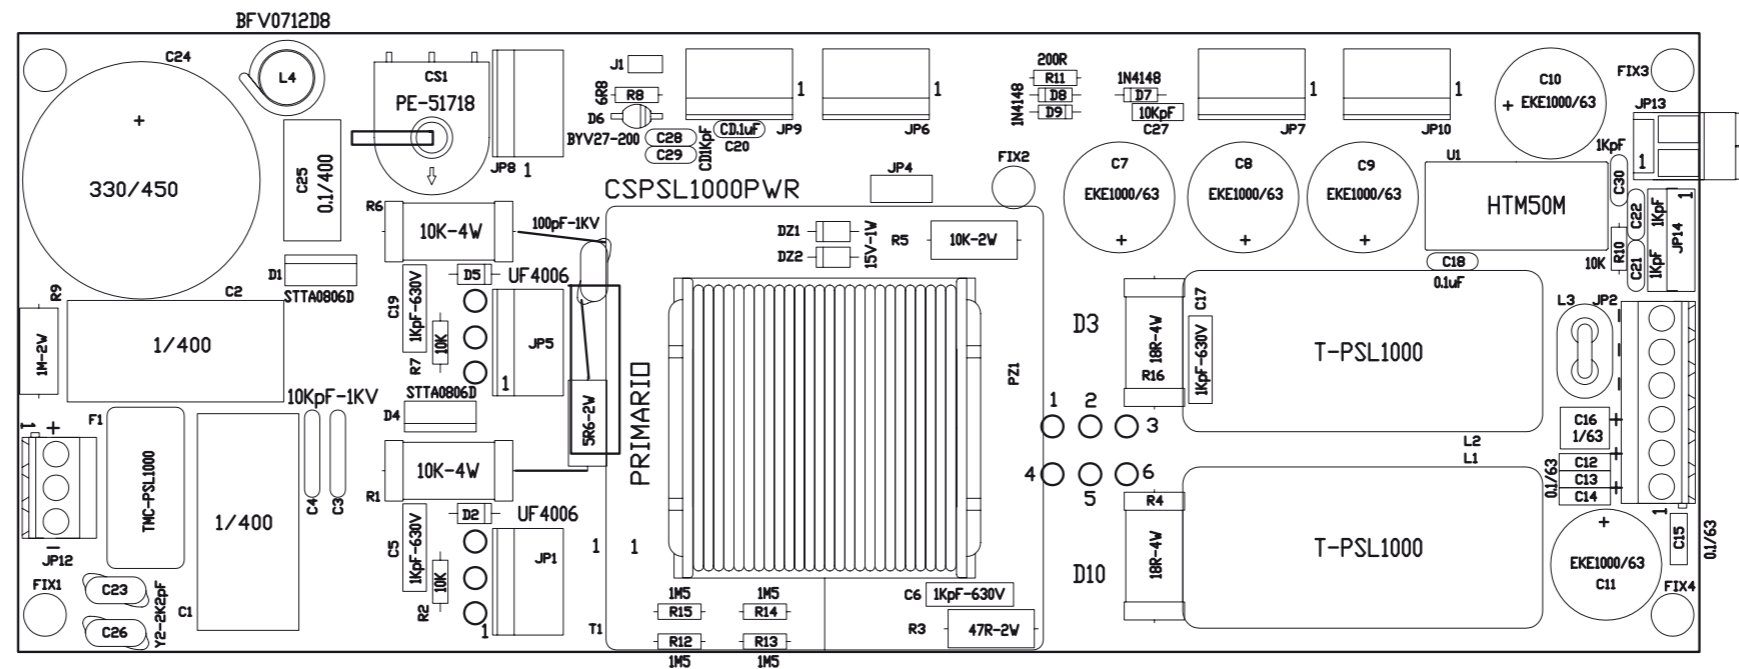 BFV0712D8
C24
L4
CS1
PE-51718
JP8
1
J1
6R8
R8
D6
BYV27-200
C28
C29
CD1KpF
CD.1uF
C20
1
JP9
1
JP6
200R
R11
1N4148
D8
D9
1N4148
D7
10KpF
C27
1
JP7
1
JP10
C10
+
EKE1000/63
FIX3
JP13
1
+
330/450
C25
0.1/400
CSPSL1000PWR
JP4
FIX2
C7
EKE1000/63
+
C8
EKE1000/63
+
C9
EKE1000/63
+
U1
HTM50M
1KpF
C30
C22
1KpF
1
JP14
R10
10K
C21
1KpF
C18
0.1uF
R6
10K-4W
100pF-1KV
DZ1
DZ2
15V-1W
R5
10K-2W
D1
STTA0806D
D5
UF4006
C19
1KpF-630V
R7
10K
JP5
1
R9
1M-2W
C2
1/400
STTA0806D
D4
5R6-2W
PRIMARIO
PZ1
D3
18R-4W
R16
C17
1KpF-630V
T-PSL1000
L3
JP2
10KpF-1KV
F1
TMC-PSL1000
1
+
-
JP12
1/400
C4
C3
R1
10K-4W
1
2
3
4
5
6
L2
L1
C16
1/63
+
C12
+
C13
C14
+
0.1/63
1
C15
0.1/63
D2
UF4006
C5
1KpF-630V
R2
10K
JP1
1
1
1
R4
18R-4W
D10
T-PSL1000
+
EKE1000/63
C11
FIX4
FIX1
C23
C26
Y2-2K2pF
C1
T1
1M5
R15
1M5
R14
R12
1M5
R13
1M5
C6
1KpF-630V
R3
47R-2W